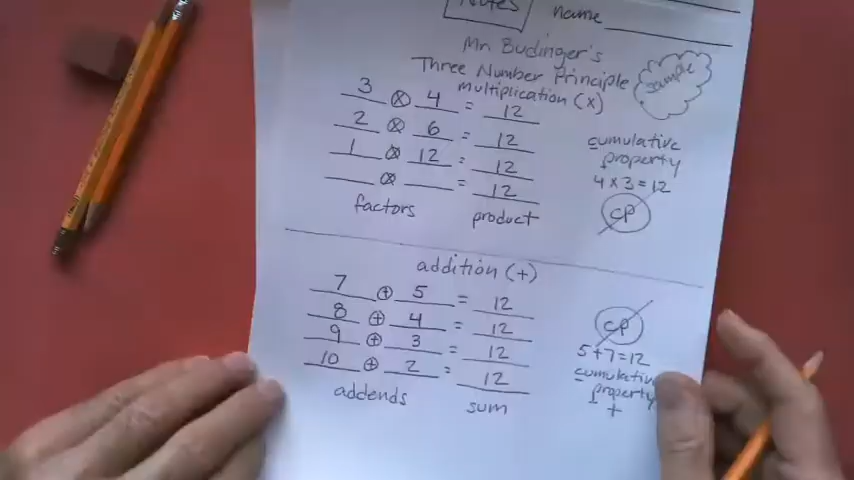 Notes
name
Mr. Budinger's
Three Number Principle
Sample
multiplication (x)
3 ⊗ 4 = 12
2 ⊗ 6 = 12
1 ⊗ 12 = 12
⊗ = 12
factors product
cumulative
property
4 x 3 = 12
CP
addition (+)
7 ⊕ 5 = 12
8 ⊕ 4 = 12
9 ⊕ 3 = 12
10 ⊕ 2 = 12
addends sum
CP
5+7=12
cumulative
property
+